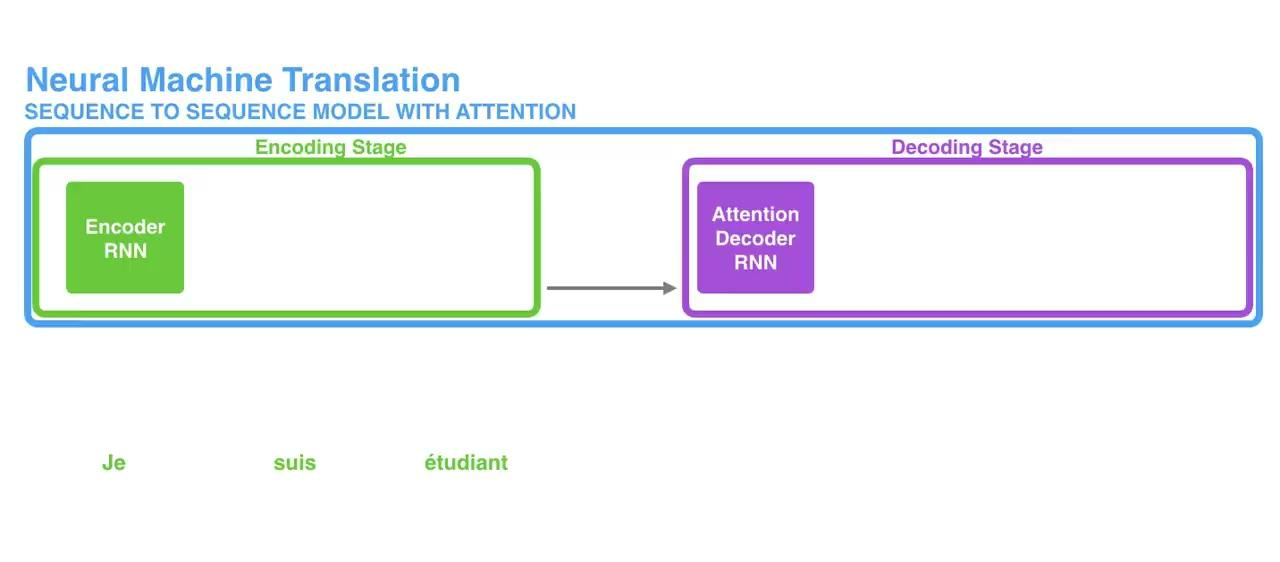 Neural Machine Translation
SEQUENCE TO SEQUENCE MODEL WITH ATTENTION
Encoding Stage
Decoding Stage
Encoder
RNN
Attention
Decoder
RNN
Je suis étudiant